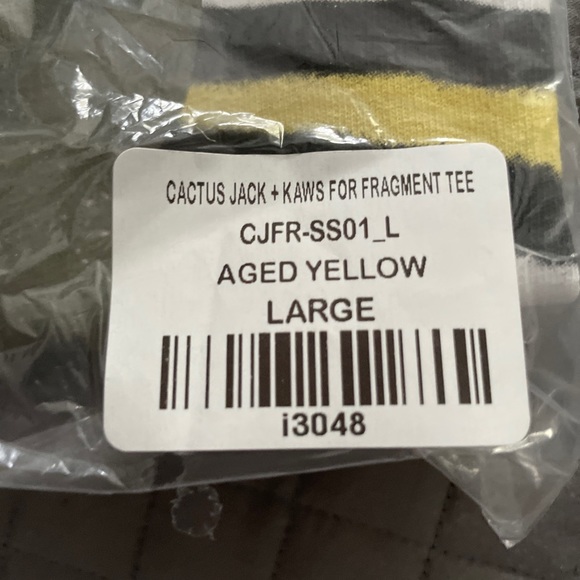 CACTUS JACK + KAWS FOR FRAGMENT TEE
CJFR-SS01_L
AGED YELLOW
LARGE
i3048